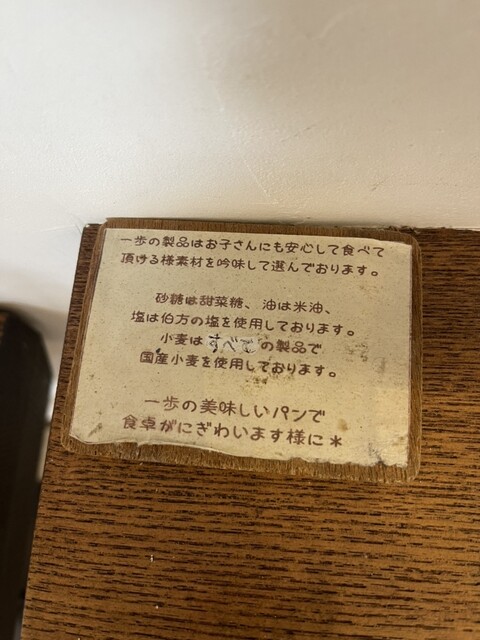 一歩の製品はお子さんにも安心して食べて
頂ける様素材を吟味して選んでおります。
砂糖は甜菜糖、油は米油、
塩は伯方の塩を使用しております。
小麦はすべての製品で
国産小麦を使用しております。
一歩の美味しいパンで
食卓がにぎわいます様に＊